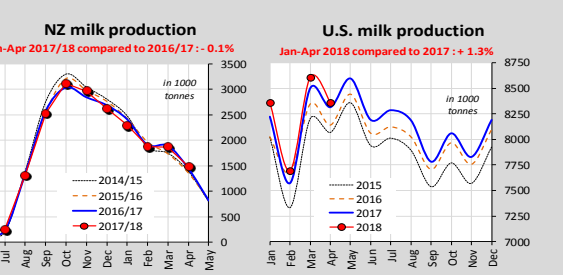 NZ milk production
n-Apr 2017/18 compared to 2016/17 : - 0.1%
in 1000
tonnes
3500
3000
2500
2000
1500
1000
500
0
2014/15
2015/16
2016/17
2017/18
Jul
Aug
Sep
Oct
Nov
Dec
Jan
Feb
Mar
Apr
May
U.S. milk production
Jan-Apr 2018 compared to 2017 : + 1.3%
in 1000
tonnes
8750
8500
8250
8000
7750
7500
7250
7000
2015
2016
2017
2018
Jan
Feb
Mar
Apr
May
Jun
Jul
Aug
Sep
Oct
Nov
Dec